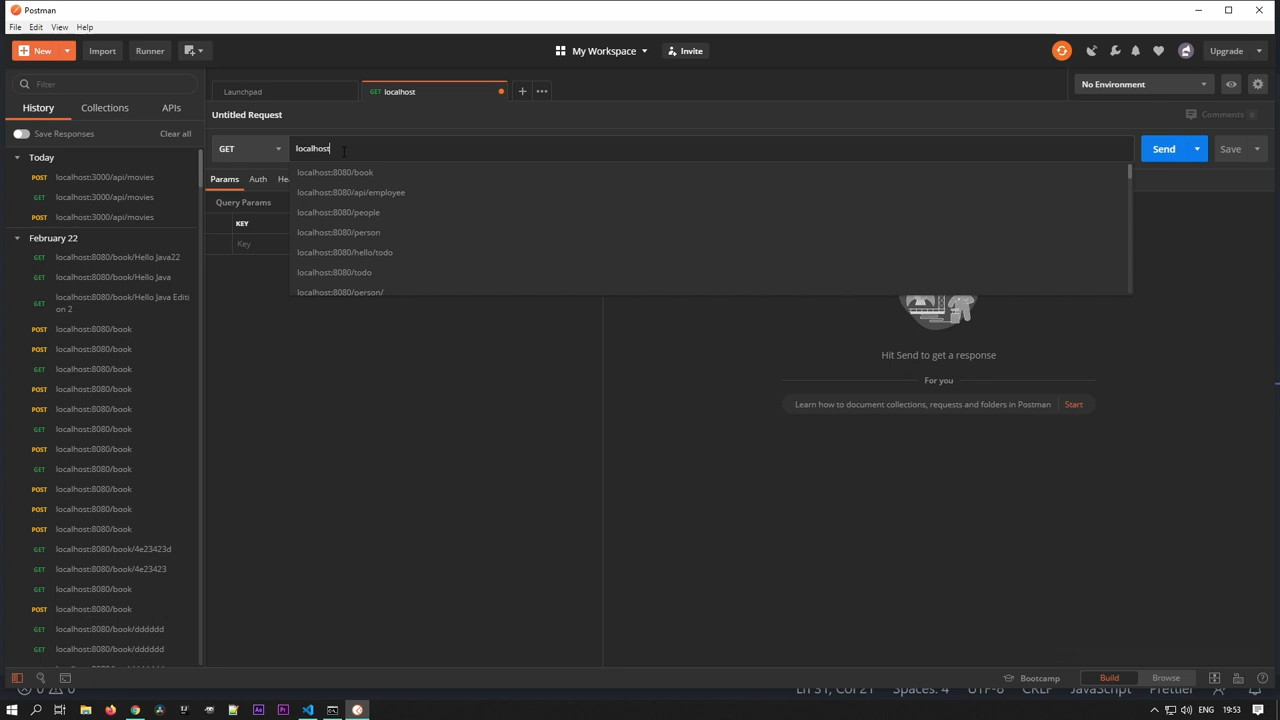 Postman
File Edit View Help
New Import Runner My Workspace Invite Upgrade
Filter
History Collections APIs
Save Responses Clear all
Today
POST localhost:3000/api/movies
GET localhost:3000/api/movies
POST localhost:3000/api/movies
February 22
GET localhost:8080/book/Hello Java22
GET localhost:8080/book/Hello Java
GET localhost:8080/book/Hello Java Editi
on 2
POST localhost:8080/book
POST localhost:8080/book
GET localhost:8080/book
POST localhost:8080/book
POST localhost:8080/book
GET localhost:8080/book
POST localhost:8080/book
GET localhost:8080/book
POST localhost:8080/book
POST localhost:8080/book
POST localhost:8080/book
GET localhost:8080/book/4e23423d
GET localhost:8080/book/4e23423
GET localhost:8080/book
POST localhost:8080/book
GET localhost:8080/book/dddddd
GET localhost:8080/book/dddddd
Launchpad GET localhost No Environment
Untitled Request Comments 0
GET localhost Send Save
localhost:8080/book
localhost:8080/api/employee
localhost:8080/people
localhost:8080/person
localhost:8080/hello/todo
localhost:8080/todo
localhost:8080/person/
Params Auth
Query Params
KEY
Key
Hit Send to get a response
For you
Learn how to document collections, requests and folders in Postman Start
Bootcamp Build Browse
0 0 Ln 31, Col 21 Spaces: 4 UTF-8 CRLF JavaScript Prettier
ENG 19:53